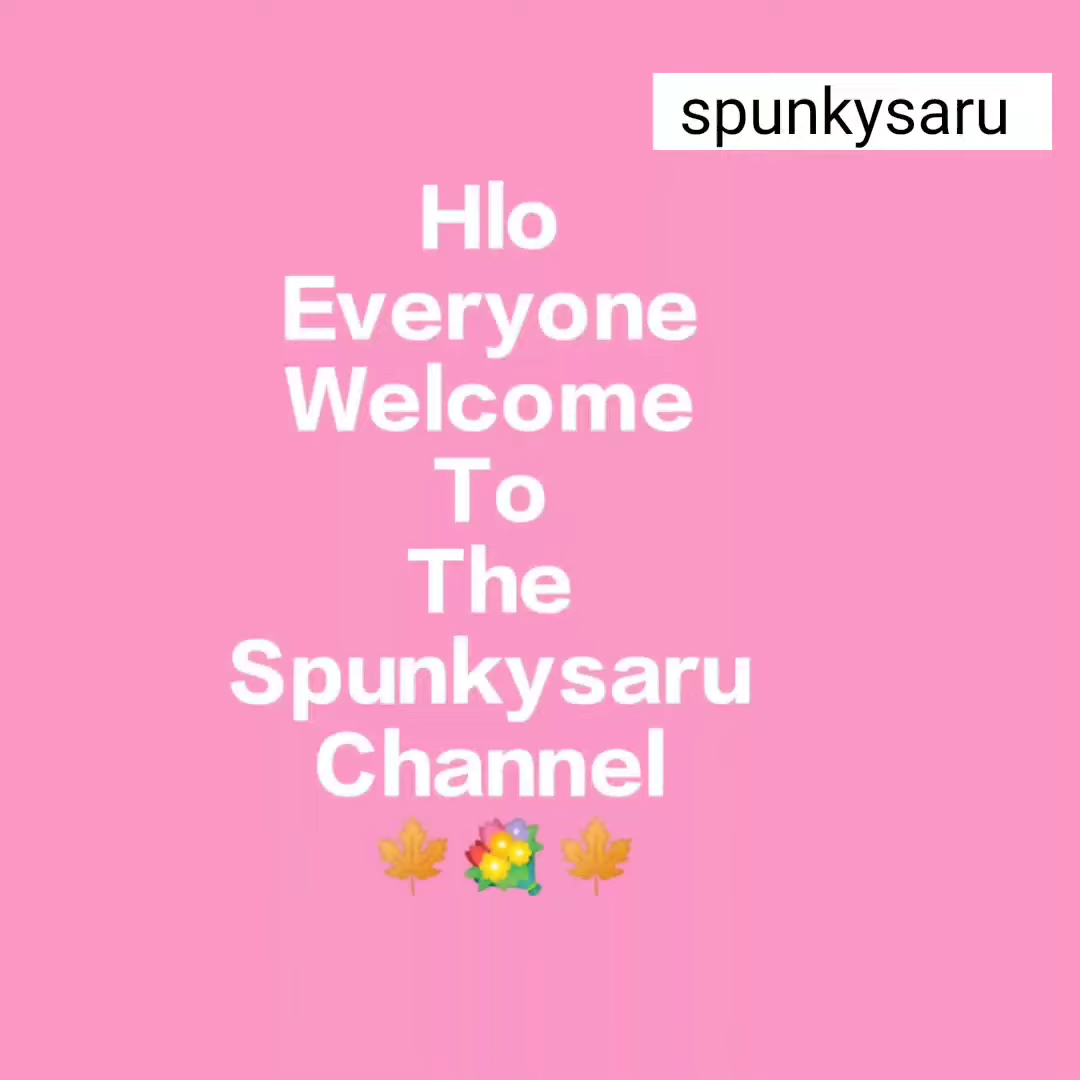 spunkysaru
Hlo
Everyone
Welcome
To
The
Spunkysaru
Channel
🍁💐🍁